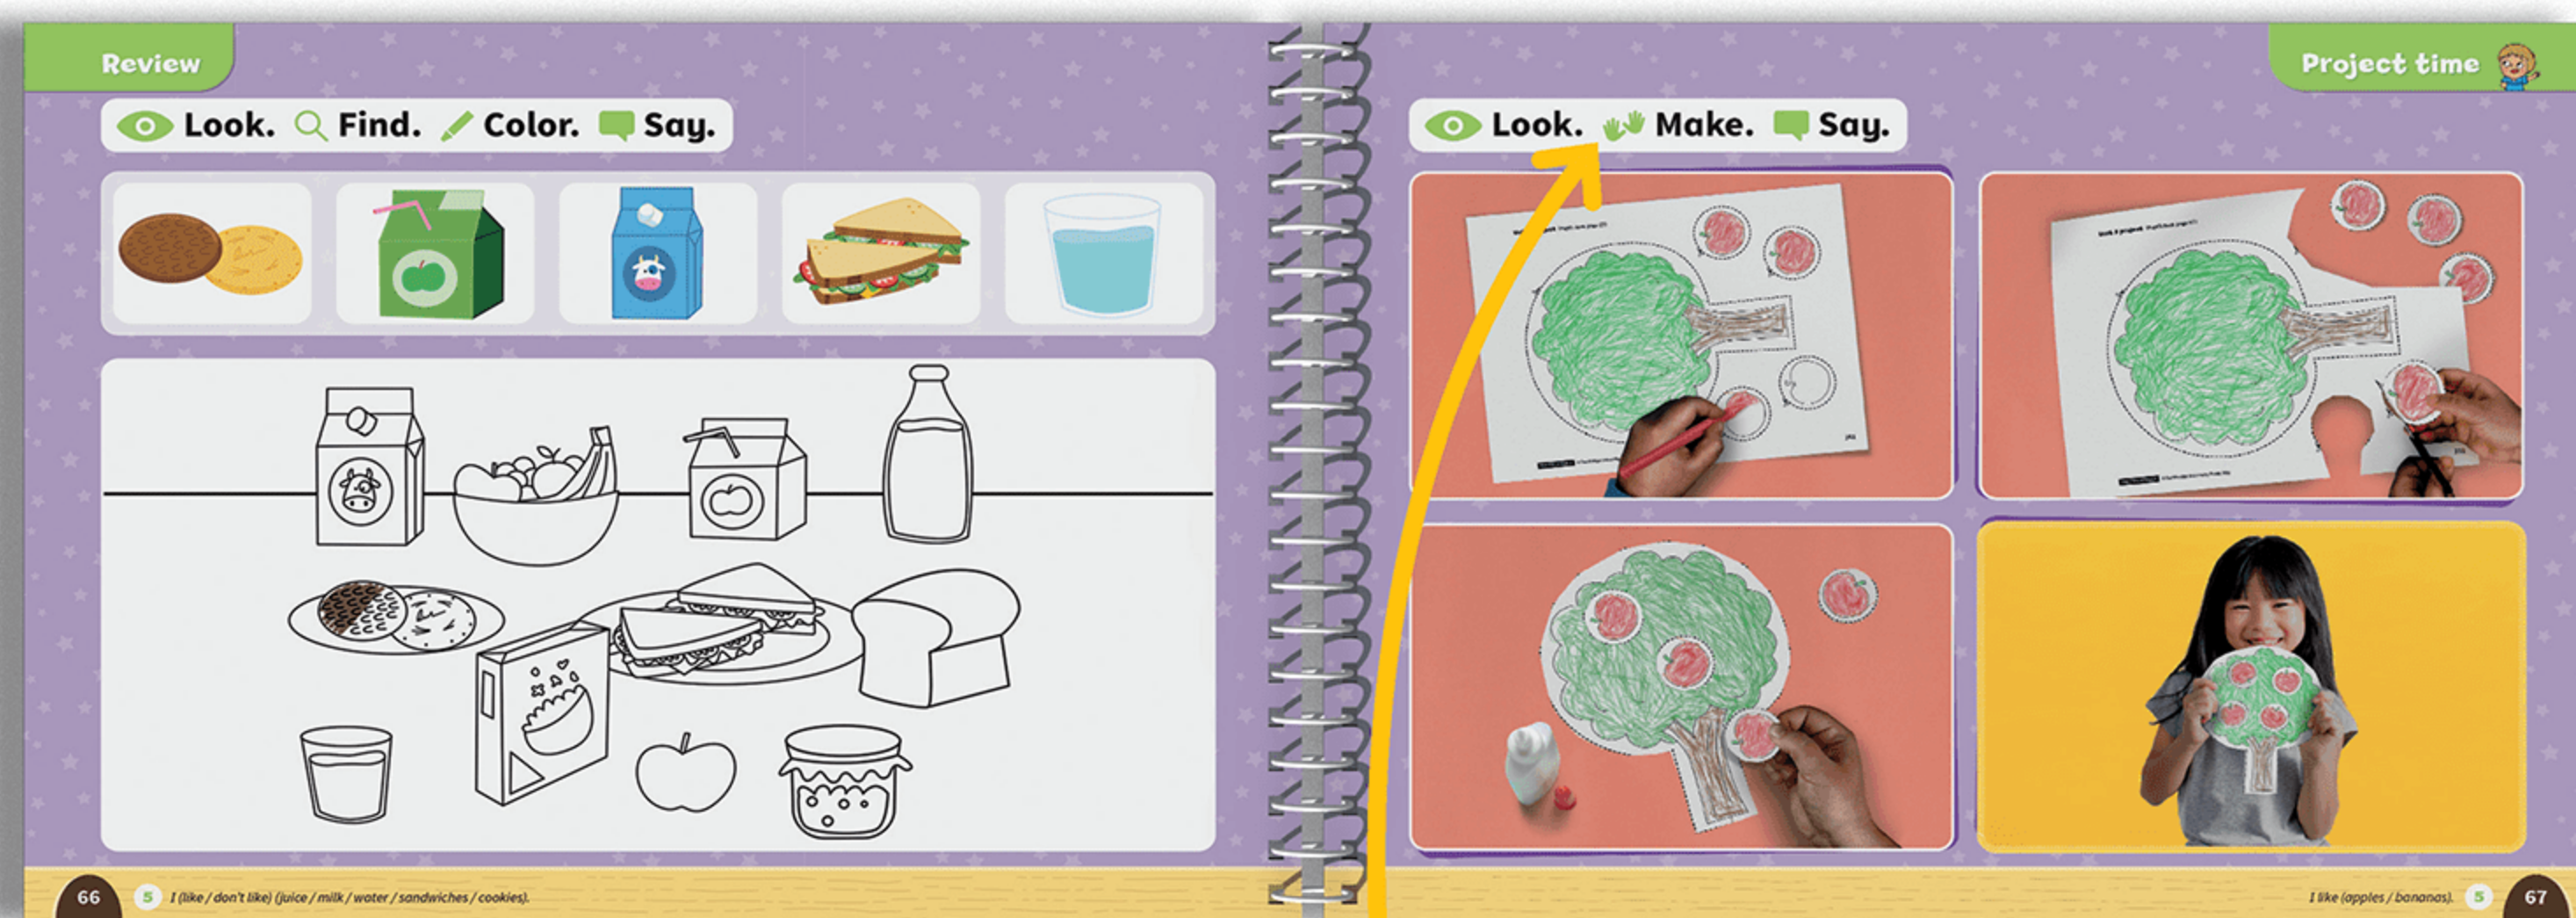 Review
Look. Find. Color. Say.
66
5
I (like / don't like) (juice / milk / water / sandwiches / cookies).
Project time
Look. Make. Say.
I like (apples / bananas).
5
67